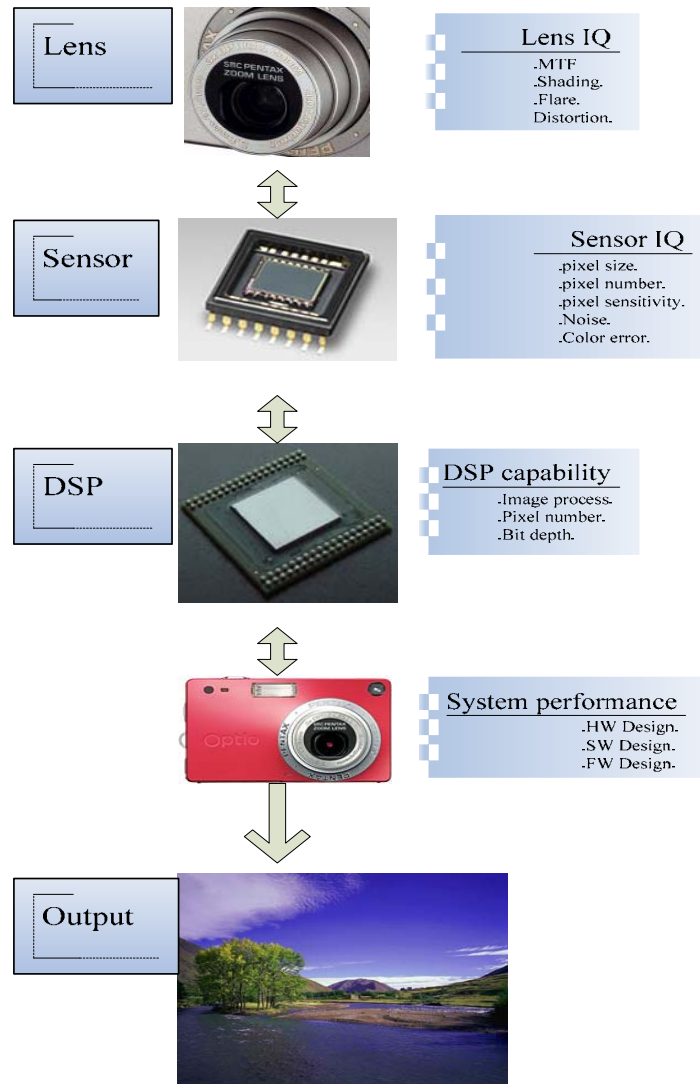 Lens
SMC PENTAX
ZOOM LENS
Lens IQ
.MTF
.Shading.
.Flare.
Distortion.
Sensor
Sensor IQ
.pixel size.
.pixel number.
.pixel sensitivity.
.Noise.
.Color error.
DSP
DSP capability
.Image process.
.Pixel number.
.Bit depth.
Optio
PENTAX
SMC PENTAX
ZOOM LENS
System performance
.HW Design.
.SW Design.
.FW Design.
Output